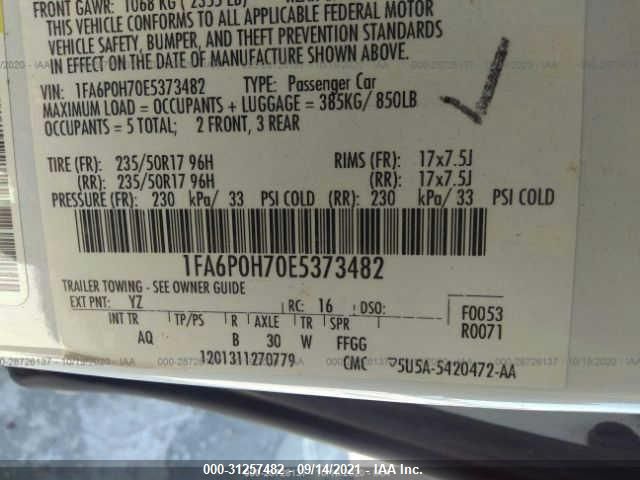 FRONT GAWR: 1068 KG ( 2355 LB)
THIS VEHICLE CONFORMS TO ALL APPLICABLE FEDERAL MOTOR
VEHICLE SAFETY, BUMPER, AND THEFT PREVENTION STANDARDS
IN EFFECT ON THE DATE OF MANUFACTURE SHOWN ABOVE.
VIN: 1FA6P0H70E5373482 TYPE: Passenger Car
MAXIMUM LOAD = OCCUPANTS + LUGGAGE = 385KG/ 850LB
OCCUPANTS = 5 TOTAL; 2 FRONT, 3 REAR
TIRE (FR): 235/50R17 96H RIMS (FR): 17x7.5J
(RR): 235/50R17 96H (RR): 17x7.5J
PRESSURE (FR): 230 kPa/ 33 PSI COLD (RR): 230 kPa/ 33 PSI COLD
1FA6P0H70E5373482
TRAILER TOWING - SEE OWNER GUIDE
EXT PNT: YZ RC: 16 DSO: F0053
INT TR TP/PS R AXLE TR SPR R0071
AQ B 30 W FFGG
1201311270779 CMC 5U5A-5420472-AA
000-31257482 - 09/14/2021 - IAA Inc.